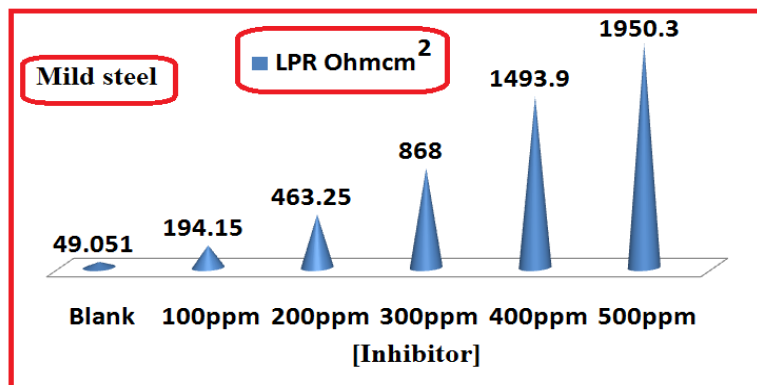 Mild steel
LPR Ohmcm²
49.051
194.15
463.25
868
1493.9
1950.3
Blank 100ppm 200ppm 300ppm 400ppm 500ppm
[Inhibitor]